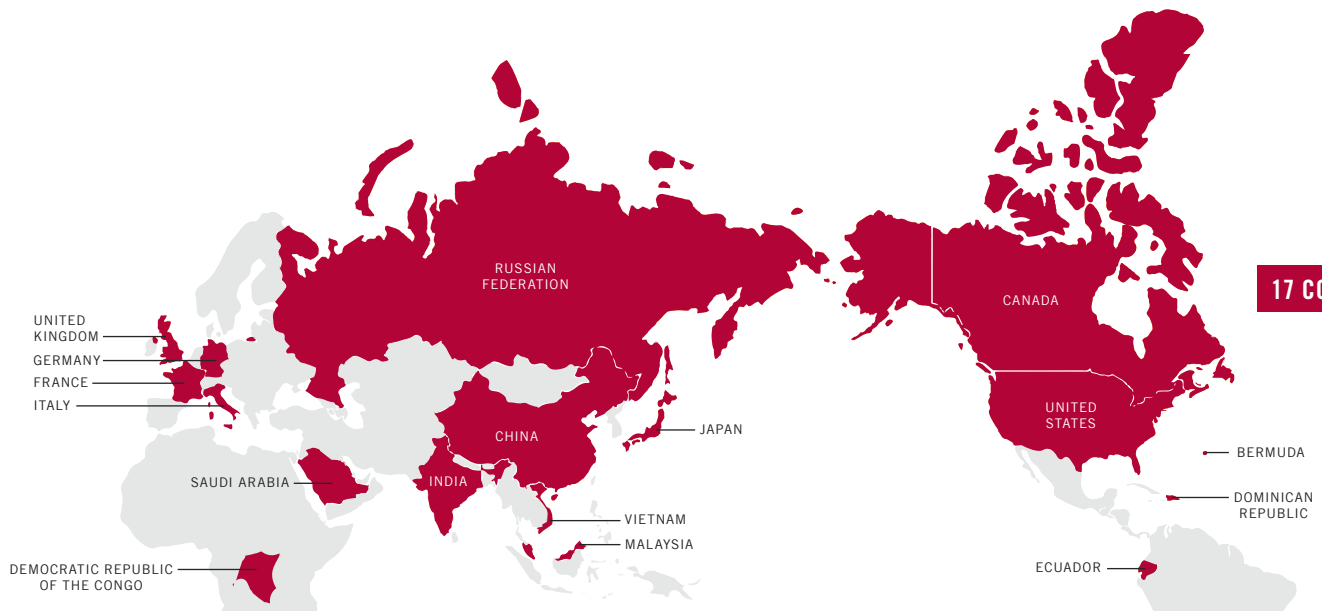 RUSSIAN
FEDERATION
CANADA
17 CO
UNITED
KINGDOM
GERMANY
FRANCE
ITALY
UNITED
STATES
CHINA
JAPAN
BERMUDA
SAUDI ARABIA
INDIA
DOMINICAN
REPUBLIC
VIETNAM
MALAYSIA
DEMOCRATIC REPUBLIC
OF THE CONGO
ECUADOR